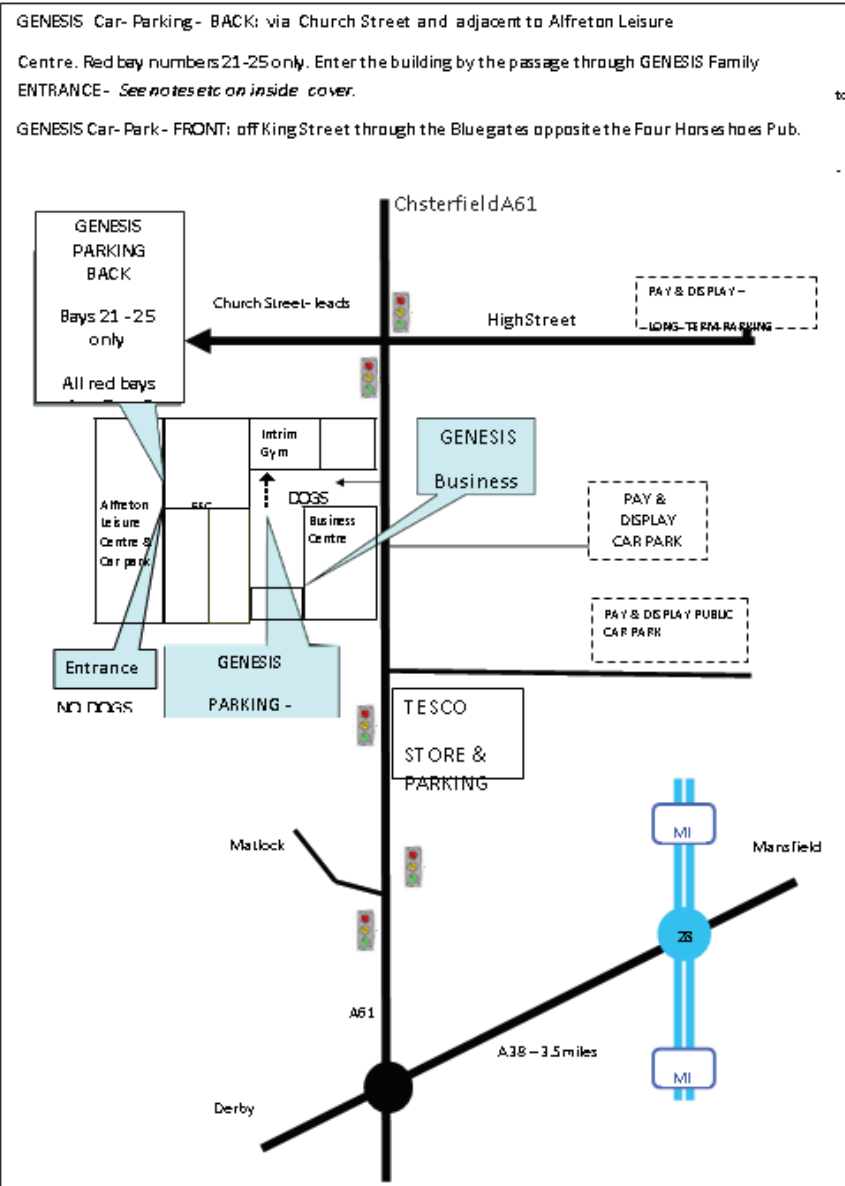 GENESIS Car- Parking - BACK: via Church Street and adjacent to Alfreton Leisure
Centre. Red bay numbers 21-25 only. Enter the building by the passage through GENESIS Family
ENTRANCE - See notes etc on inside cover.
to
GENESIS Car- Park - FRONT: off King Street through the Blue gates opposite the Four Horseshoes Pub.
-
Chsterfield A61
GENESIS
PARKING
BACK
Bays 21 - 25
only
All red bays
Church Street- leads
High Street
PAY & DISPLAY –
LONG- TERM PARKING
Intrim
Gym
GENESIS
Business
DOGS
Alfreton
Leisure
Centre &
Car park
Business
Centre
PAY &
DISPLAY
CAR PARK
PAY & DISPLAY PUBLIC
CAR PARK
Entrance
NO DOGS
GENESIS
PARKING -
TESCO
STORE &
PARKING
Matlock
MI
Mansfield
28
A61
A38 – 3.5 miles
MI
Derby